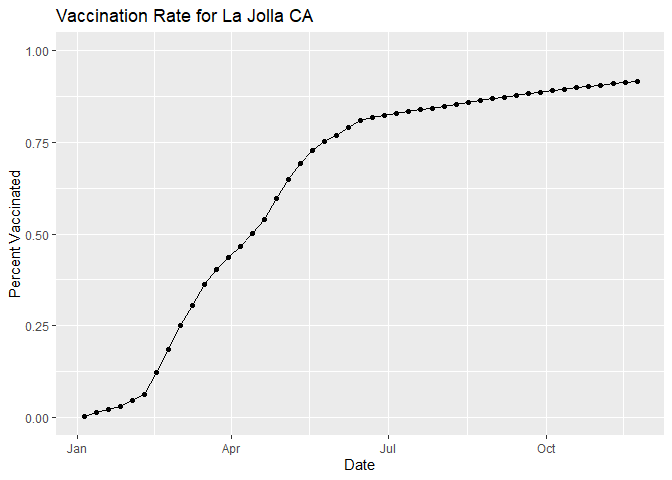 Vaccination Rate for La Jolla CA
Percent Vaccinated
1.00
0.75
0.50
0.25
0.00
Jan
Apr
Jul
Oct
Date